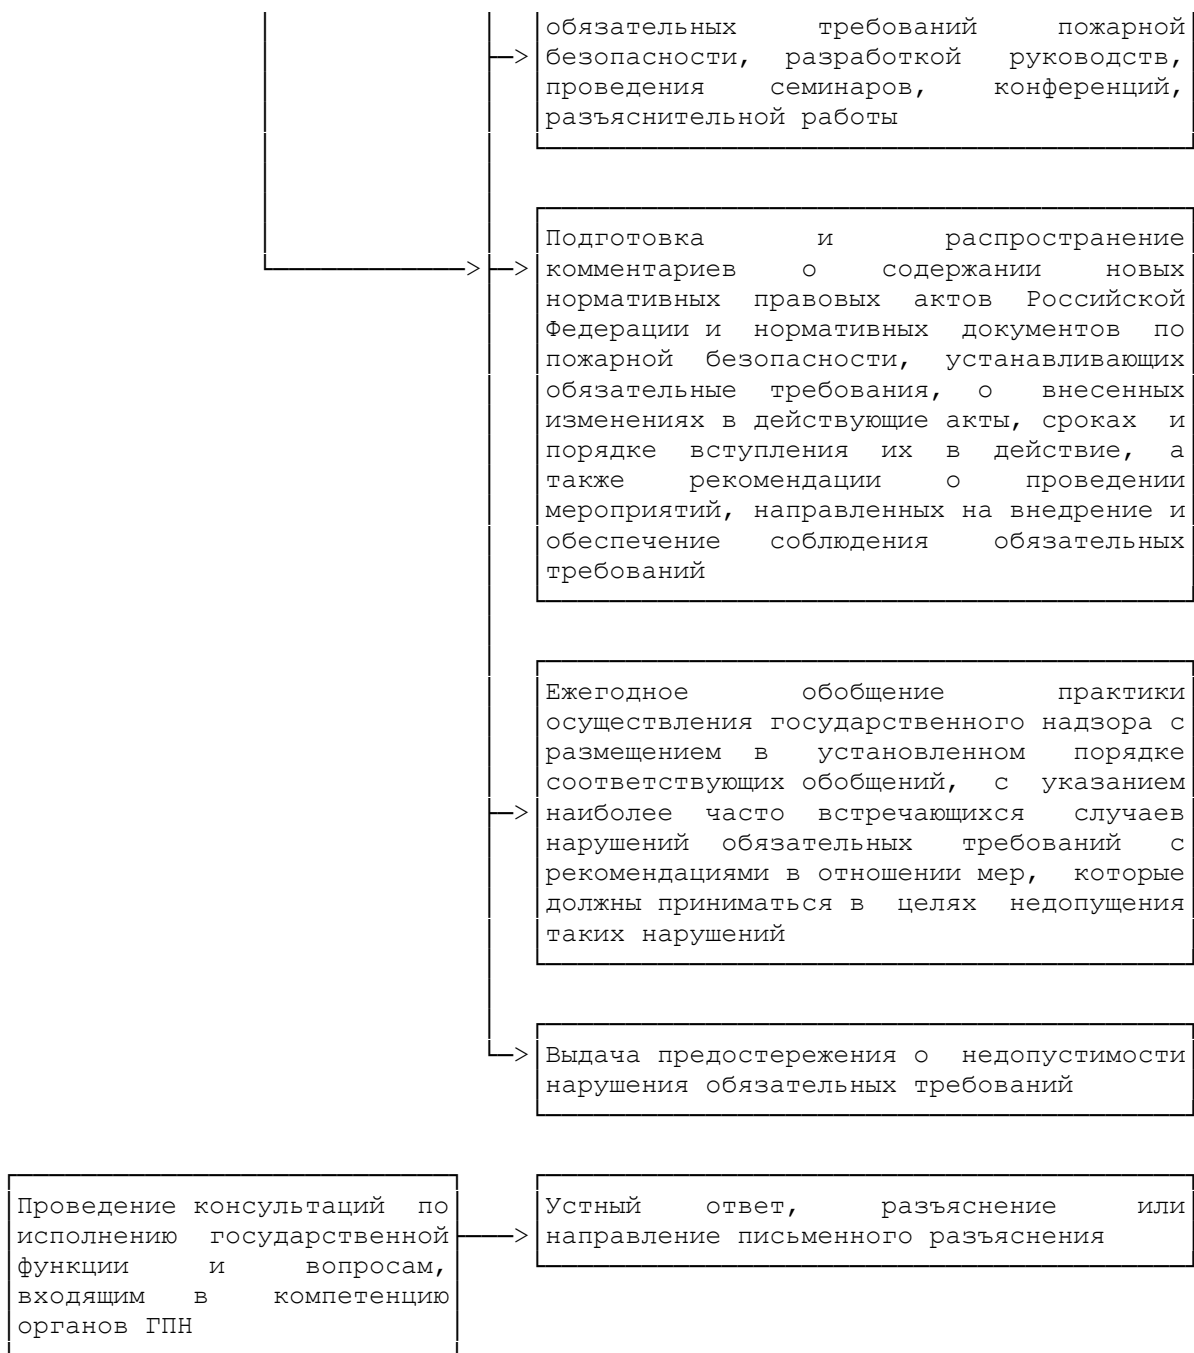 обязательных требований пожарной
безопасности, разработкой руководств,
проведения семинаров, конференций,
разъяснительной работы
Подготовка и распространение
комментариев о содержании новых
нормативных правовых актов Российской
Федерации и нормативных документов по
пожарной безопасности, устанавливающих
обязательные требования, о внесенных
изменениях в действующие акты, сроках и
порядке вступления их в действие, а
также рекомендации о проведении
мероприятий, направленных на внедрение и
обеспечение соблюдения обязательных
требований
Ежегодное обобщение практики
осуществления государственного надзора с
размещением в установленном порядке
соответствующих обобщений, с указанием
наиболее часто встречающихся случаев
нарушений обязательных требований с
рекомендациями в отношении мер, которые
должны приниматься в целях недопущения
таких нарушений
Выдача предостережения о недопустимости
нарушения обязательных требований
Проведение консультаций по
исполнению государственной
функции и вопросам,
входящим в компетенцию
органов ГПН
Устный ответ, разъяснение или
направление письменного разъяснения